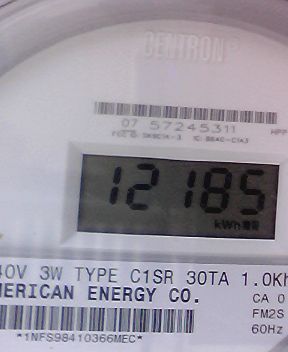 CENTRON
07 57245311
12185
kWh
40V 3W TYPE C1SR 30TA 1.0Kh
MERICAN ENERGY CO.
CA 0
FM2S
60Hz
*1NFS98410366MEC*